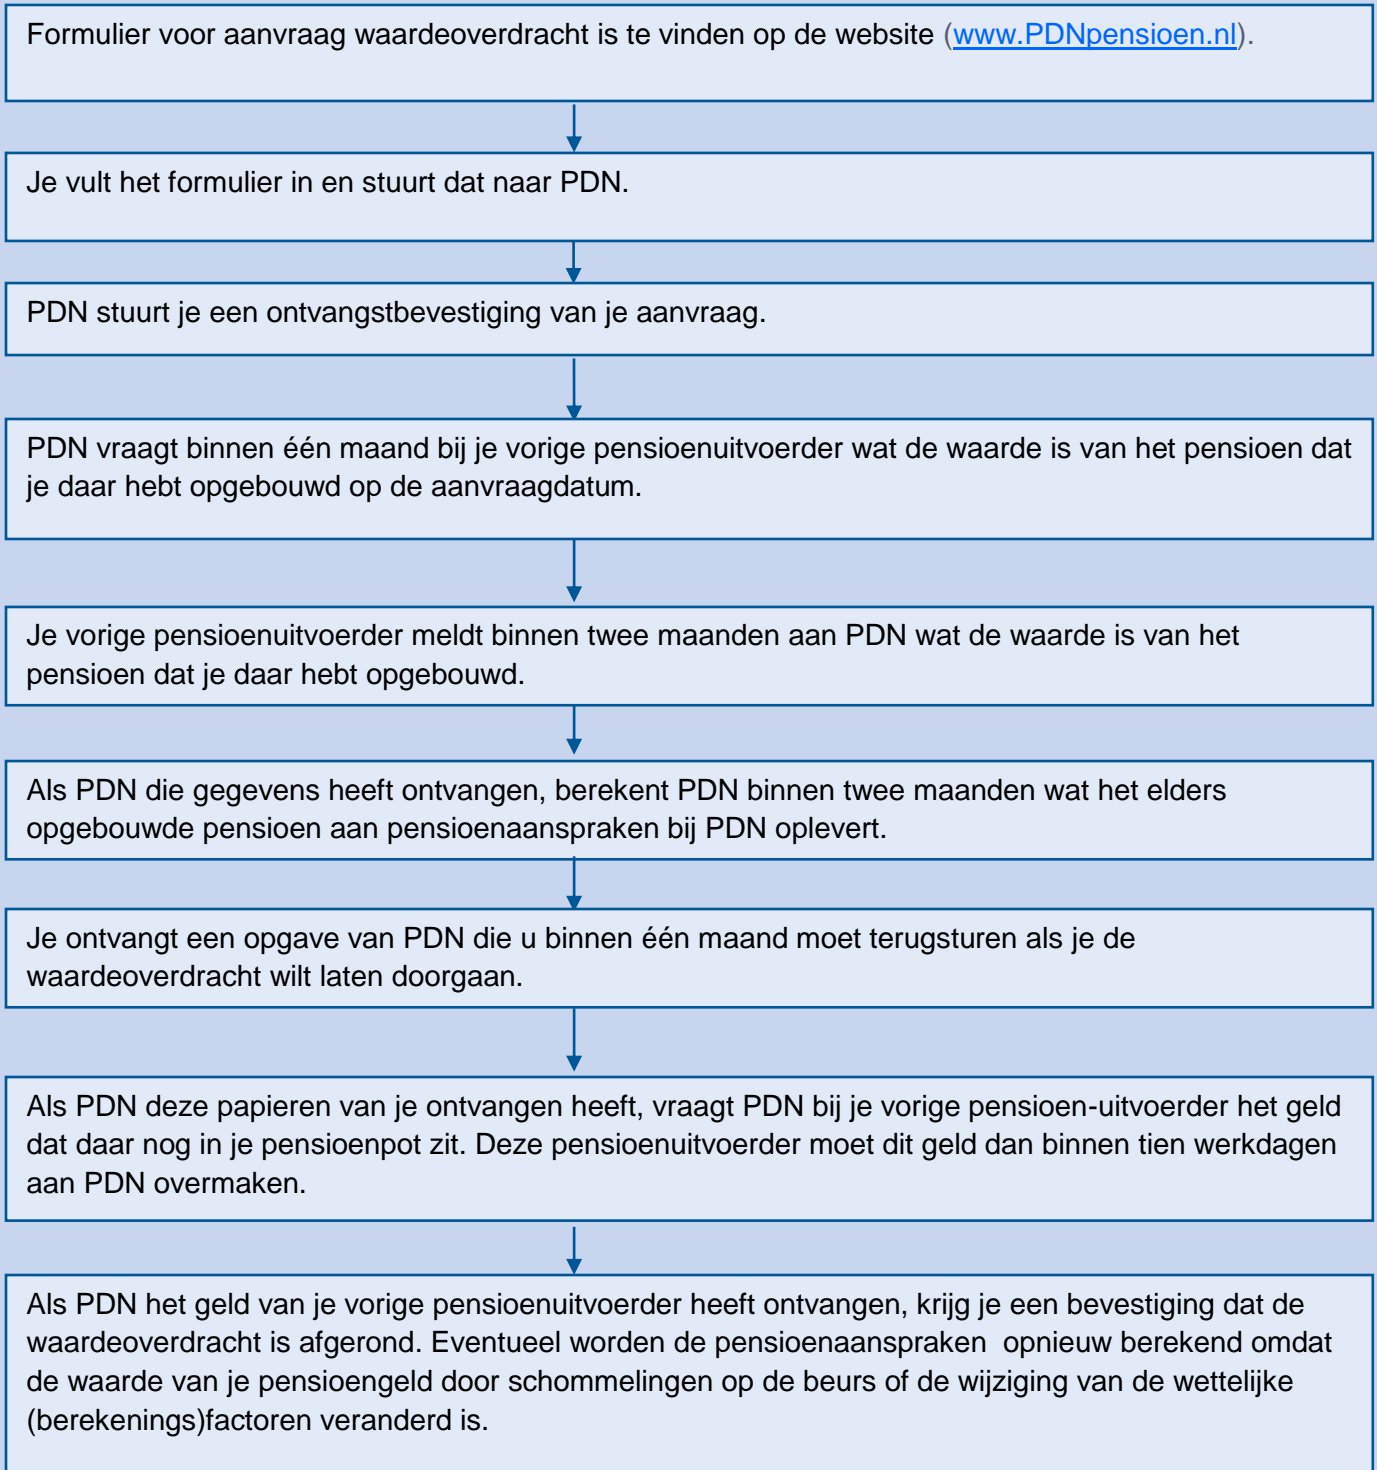 Formulier voor aanvraag waardeoverdracht is te vinden op de website (www.PDNpensioen.nl).
Je vult het formulier in en stuurt dat naar PDN.
PDN stuurt je een ontvangstbevestiging van je aanvraag.
PDN vraagt binnen één maand bij je vorige pensioenuitvoerder wat de waarde is van het pensioen dat
je daar hebt opgebouwd op de aanvraagdatum.
Je vorige pensioenuitvoerder meldt binnen twee maanden aan PDN wat de waarde is van het
pensioen dat je daar hebt opgebouwd.
Als PDN die gegevens heeft ontvangen, berekent PDN binnen twee maanden wat het elders
opgebouwde pensioen aan pensioenaanspraken bij PDN oplevert.
Je ontvangt een opgave van PDN die u binnen één maand moet terugsturen als je de
waardeoverdracht wilt laten doorgaan.
Als PDN deze papieren van je ontvangen heeft, vraagt PDN bij je vorige pensioen-uitvoerder het geld
dat daar nog in je pensioenpot zit. Deze pensioenuitvoerder moet dit geld dan binnen tien werkdagen
aan PDN overmaken.
Als PDN het geld van je vorige pensioenuitvoerder heeft ontvangen, krijg je een bevestiging dat de
waardeoverdracht is afgerond. Eventueel worden de pensioenaanspraken  opnieuw berekend omdat
de waarde van je pensioengeld door schommelingen op de beurs of de wijziging van de wettelijke
(berekenings)factoren veranderd is.